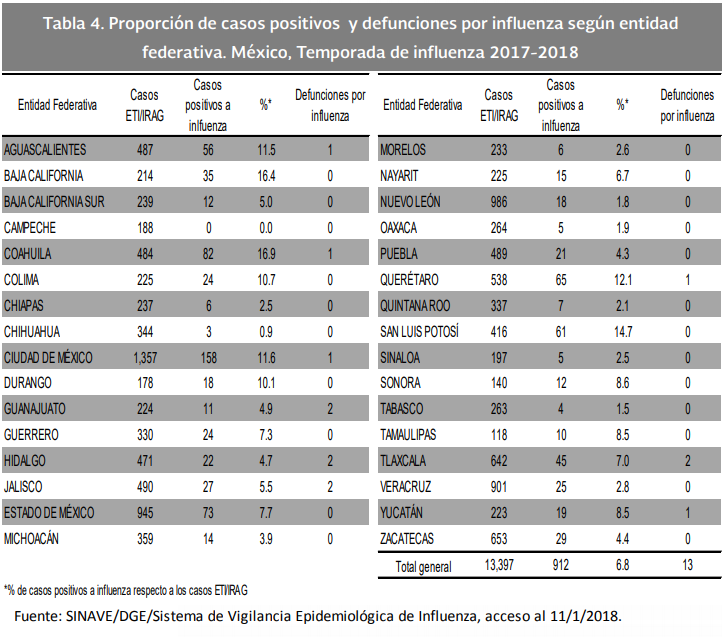 Tabla 4. Proporción de casos positivos y defunciones por influenza según entidad
federativa. México, Temporada de influenza 2017-2018
Entidad Federativa Casos ETI/IRAG Casos positivos a inlfuenza %* Defunciones por influenza
AGUASCALIENTES 487 56 11.5 1
BAJA CALIFORNIA 214 35 16.4 0
BAJA CALIFORNIA SUR 239 12 5.0 0
CAMPECHE 188 0 0.0 0
COAHUILA 484 82 16.9 1
COLIMA 225 24 10.7 0
CHIAPAS 237 6 2.5 0
CHIHUAHUA 344 3 0.9 0
CIUDAD DE MÉXICO 1,357 158 11.6 1
DURANGO 178 18 10.1 0
GUANAJUATO 224 11 4.9 2
GUERRERO 330 24 7.3 0
HIDALGO 471 22 4.7 2
JALISCO 490 27 5.5 2
ESTADO DE MÉXICO 945 73 7.7 0
MICHOACÁN 359 14 3.9 0
Entidad Federativa Casos ETI/IRAG Casos positivos a influenza %* Defunciones por influenza
MORELOS 233 6 2.6 0
NAYARIT 225 15 6.7 0
NUEVO LEÓN 986 18 1.8 0
OAXACA 264 5 1.9 0
PUEBLA 489 21 4.3 0
QUERÉTARO 538 65 12.1 1
QUINTANA ROO 337 7 2.1 0
SAN LUIS POTOSÍ 416 61 14.7 0
SINALOA 197 5 2.5 0
SONORA 140 12 8.6 0
TABASCO 263 4 1.5 0
TAMAULIPAS 118 10 8.5 0
TLAXCALA 642 45 7.0 2
VERACRUZ 901 25 2.8 0
YUCATÁN 223 19 8.5 1
ZACATECAS 653 29 4.4 0
Total general 13,397 912 6.8 13
*% de casos positivos a influenza respecto a los casos ETI/IRAG
Fuente: SINAVE/DGE/Sistema de Vigilancia Epidemiológica de Influenza, acceso al 11/1/2018.